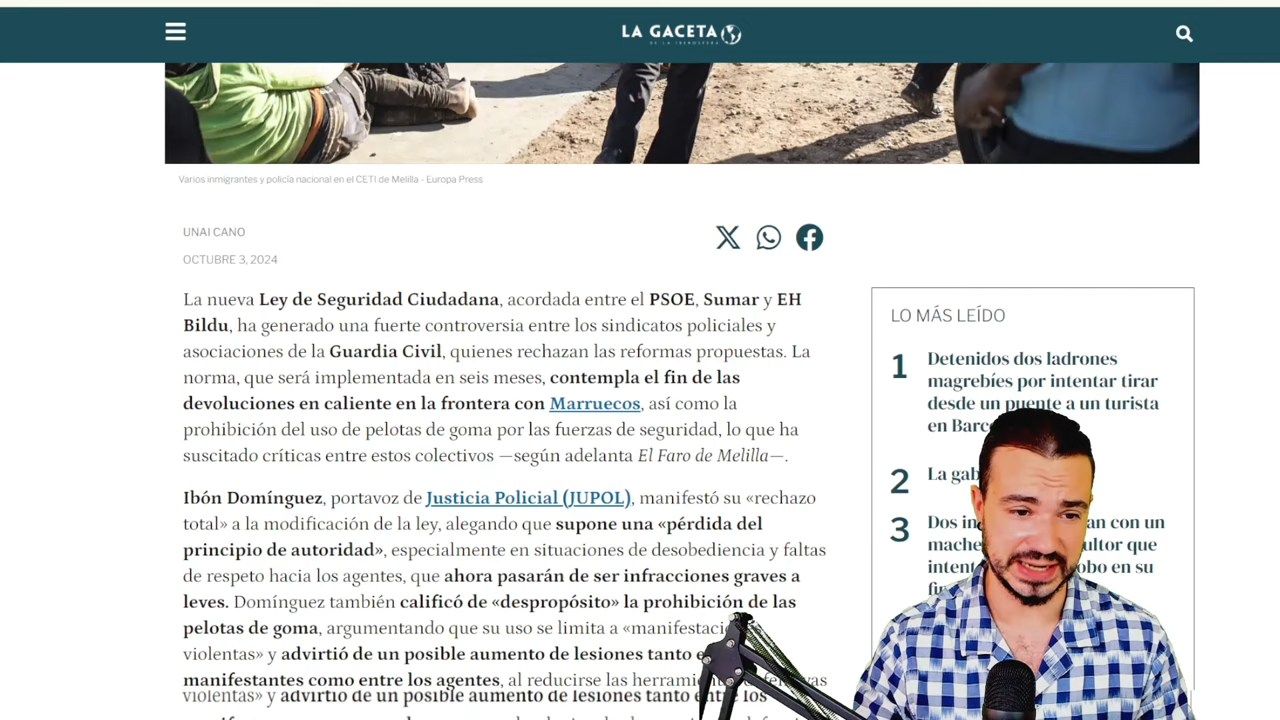 LA GACETA
DE LA IBEROSFERA
Varios inmigrantes y policía nacional en el CETI de Melilla - Europa Press
UNAI CANO
OCTUBRE 3, 2024
La nueva Ley de Seguridad Ciudadana, acordada entre el PSOE, Sumar y EH
Bildu, ha generado una fuerte controversia entre los sindicatos policiales y
asociaciones de la Guardia Civil, quienes rechazan las reformas propuestas. La
norma, que será implementada en seis meses, contempla el fin de las
devoluciones en caliente en la frontera con Marruecos, así como la
prohibición del uso de pelotas de goma por las fuerzas de seguridad, lo que ha
suscitado críticas entre estos colectivos —según adelanta El Faro de Melilla—.
Ibón Domínguez, portavoz de Justicia Policial (JUPOL), manifestó su «rechazo
total» a la modificación de la ley, alegando que supone una «pérdida del
principio de autoridad», especialmente en situaciones de desobediencia y faltas
de respeto hacia los agentes, que ahora pasarán de ser infracciones graves a
leves. Domínguez también calificó de «despropósito» la prohibición de las
pelotas de goma, argumentando que su uso se limita a
violentas» y advirtió de un posible aumento de lesiones tanto
manifestantes como entre los agentes, al reducirse las
violentas» y advirtió de un posible aumento de lesiones tanto entre los
LO MÁS LEÍDO
1 Detenidos dos ladrones
magrebíes por intentar tirar
desde un puente a un turista
en
2 La
3 Dos con un
que
en su